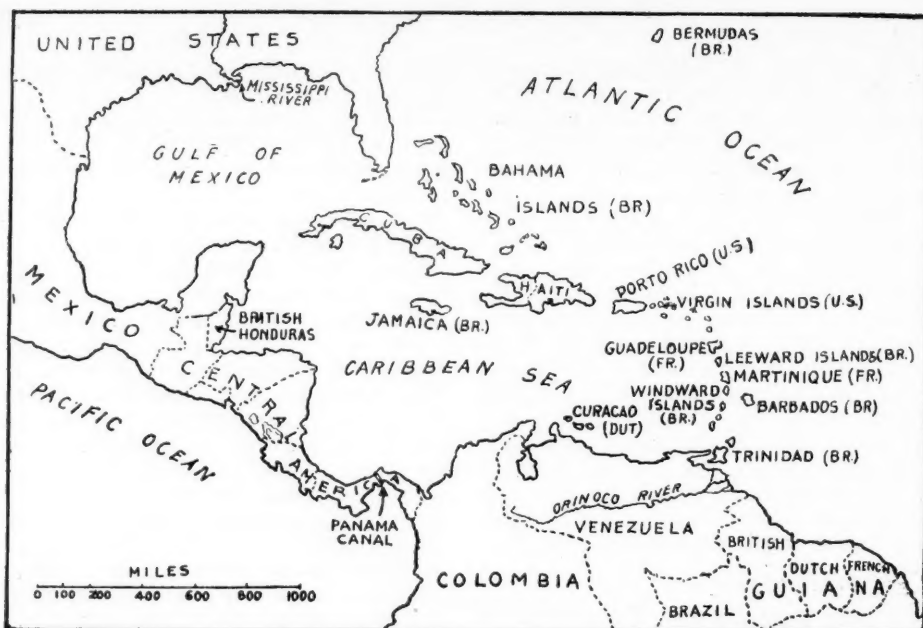 UNITED STATES
BERMUDAS
(BR.)
MISSISSIPPI
RIVER
ATLANTIC
OCEAN
GULF OF
MEXICO
BAHAMA
ISLANDS (BR)
CUBA
HAITI
PORTO RICO (U.S)
VIRGIN ISLANDS (U.S.)
JAMAICA (BR.)
MEXICO
BRITISH
HONDURAS
GUADELOUPE
(FR.)
LEEWARD ISLANDS(BR.)
MARTINIQUE (FR.)
CARIBBEAN SEA
WINDWARD
ISLANDS
(BR.)
BARBADOS (BR)
CURACAO
(DUT)
CENTRAL
AMERICA
PACIFIC OCEAN
TRINIDAD (BR.)
PANAMA
CANAL
ORINOCO RIVER
VENEZUELA
COLOMBIA
BRAZIL
BRITISH
DUTCH
FRENCH
GUIANA
MILES
0 100 200 400 600 800 1000